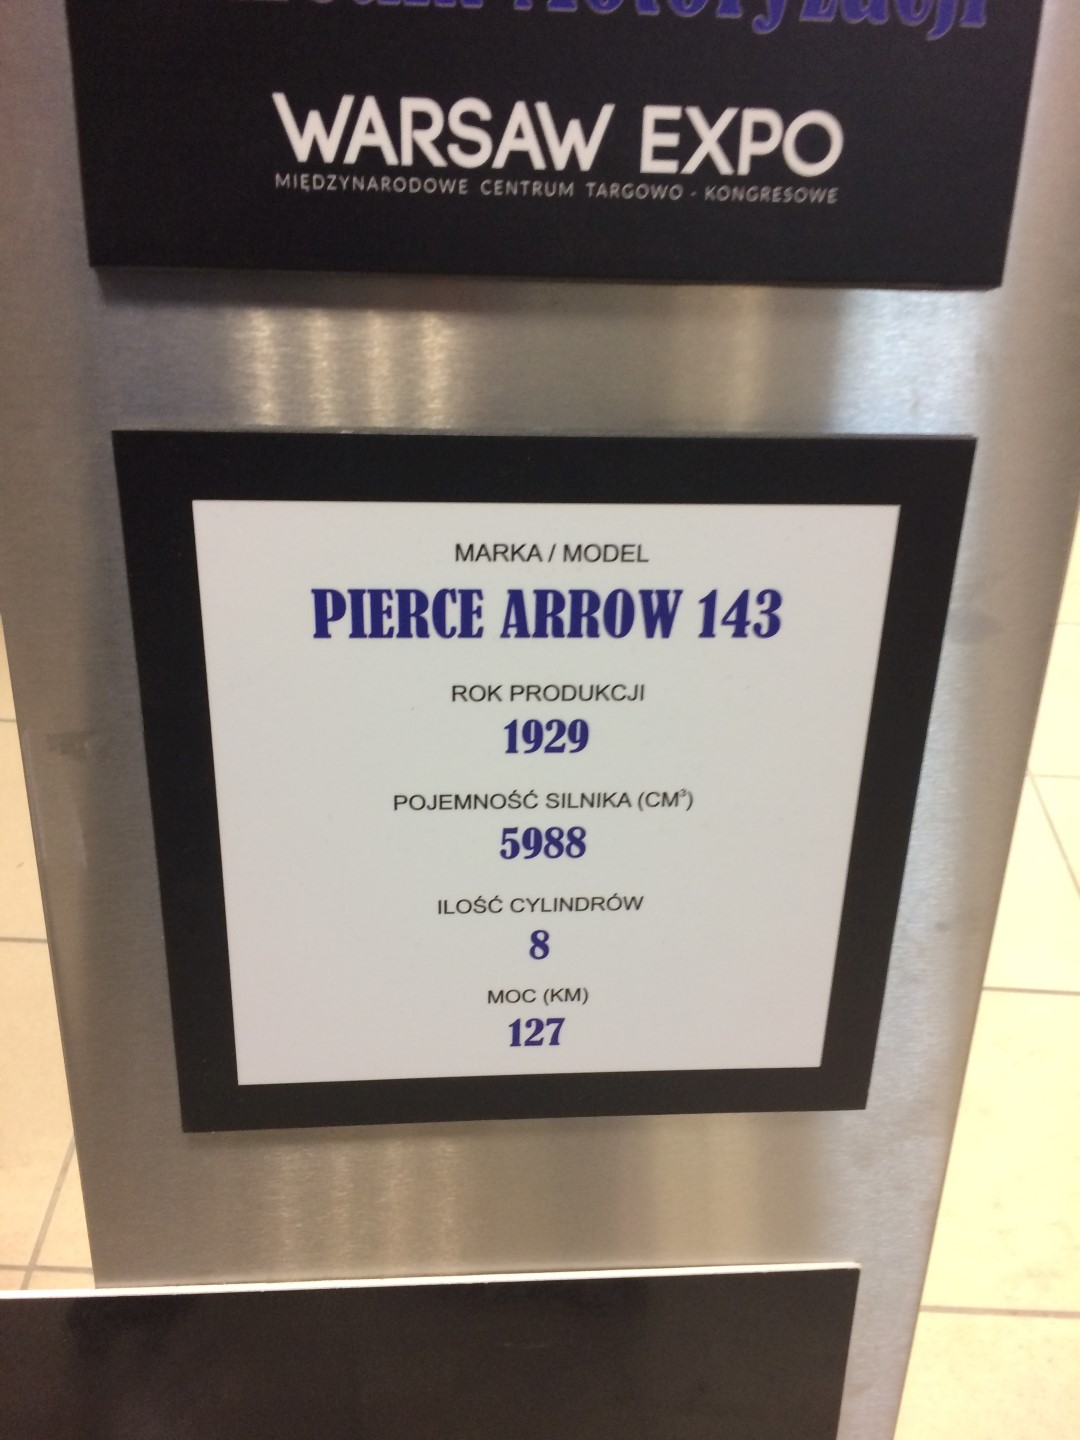 Motoryzacji
WARSAW EXPO
MIĘDZYNARODOWE CENTRUM TARGOWO - KONGRESOWE
MARKA / MODEL
PIERCE ARROW 143
ROK PRODUKCJI
1929
POJEMNOŚĆ SILNIKA (CM³)
5988
ILOŚĆ CYLINDRÓW
8
MOC (KM)
127